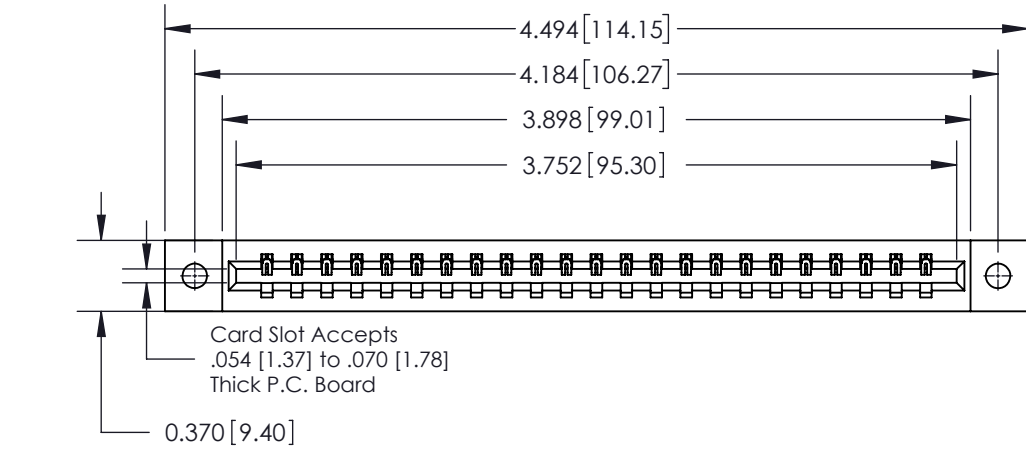 4.494[114.15]
4.184[106.27]
3.898[99.01]
3.752[95.30]
Card Slot Accepts
.054 [1.37] to .070 [1.78]
Thick P.C. Board
0.370[9.40]